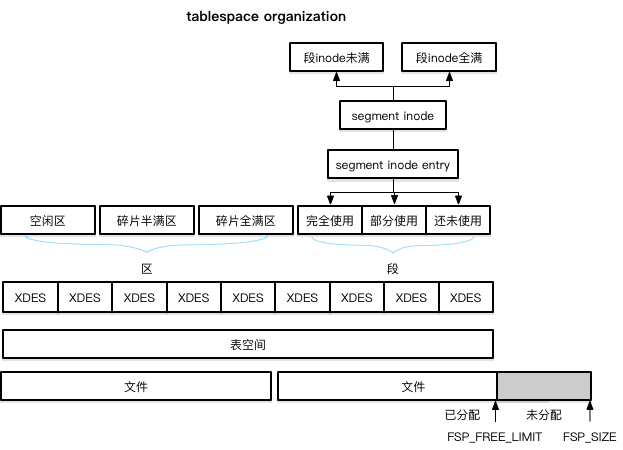 tablespace organization
段inode未满 段inode全满
segment inode
segment inode entry
空闲区 碎片半满区 碎片全满区 完全使用 部分使用 还未使用
区 段
XDES XDES XDES XDES XDES XDES XDES XDES XDES
表空间
文件 文件
已分配 未分配
FSP_FREE_LIMIT FSP_SIZE